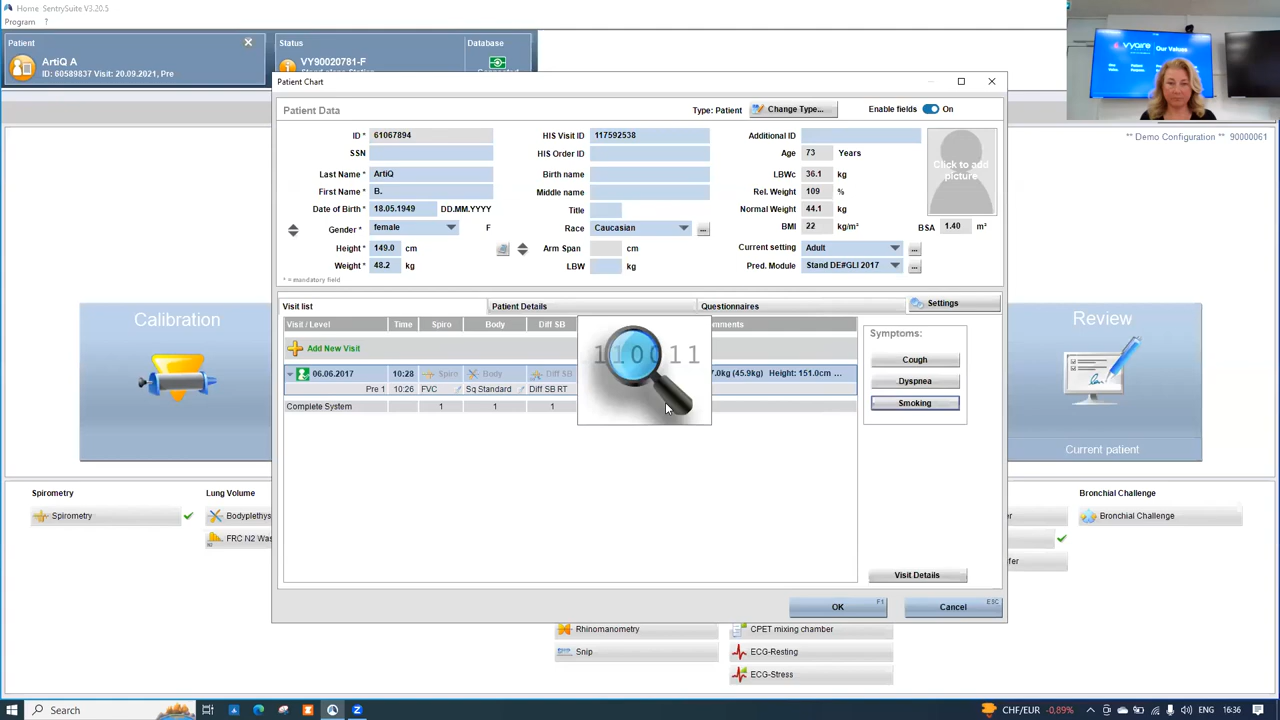 Home SentrySuite V3.20.5
Program ?
Patient
ArtiQ A
ID: 60589837 Visit: 20.09.2021, Pre
Status
VY90020781-F
Database
vyaire
Our Values
** Demo Configuration ** 90000061
Patient Chart
Patient Data
Type: Patient
Change Type...
Enable fields On
ID* 61067894
HIS Visit ID 117592538
Additional ID
SSN
HIS Order ID
Age 73 Years
Last Name * ArtiQ
Birth name
LBWc 36.1 kg
First Name * B.
Middle name
Rel. Weight 109 %
Date of Birth * 18.05.1949 DD.MM.YYYY
Title
Normal Weight 44.1 kg
Gender * female F
Race Caucasian ...
BMI 22 kg/m²
BSA 1.40 m²
Click to add picture
Height * 149.0 cm
Arm Span cm
Current setting Adult ...
Weight * 48.2 kg
LBW kg
Pred. Module Stand DE#GLI 2017 ...
* = mandatory field
Visit list
Patient Details
Questionnaires
Settings
Visit / Level Time Spiro Body Diff SB
Add New Visit
06.06.2017 10:28 Spiro Body Diff SB 7.0kg (45.9kg) Height: 151.0cm ...
Pre 1 10:26 FVC Sq Standard Diff SB RT
Complete System 1 1 1
110011
Symptoms:
Cough
Dyspnea
Smoking
Visit Details
OK F1
Cancel ESC
Calibration
Review
Current patient
Spirometry
Spirometry
Lung Volume
Bodyplethys
FRC N2 Was
Bronchial Challenge
Bronchial Challenge
Rhinomanometry
Snip
CPET mixing chamber
ECG-Resting
ECG-Stress
Search
CHF/EUR -0.89%
ENG 16:36